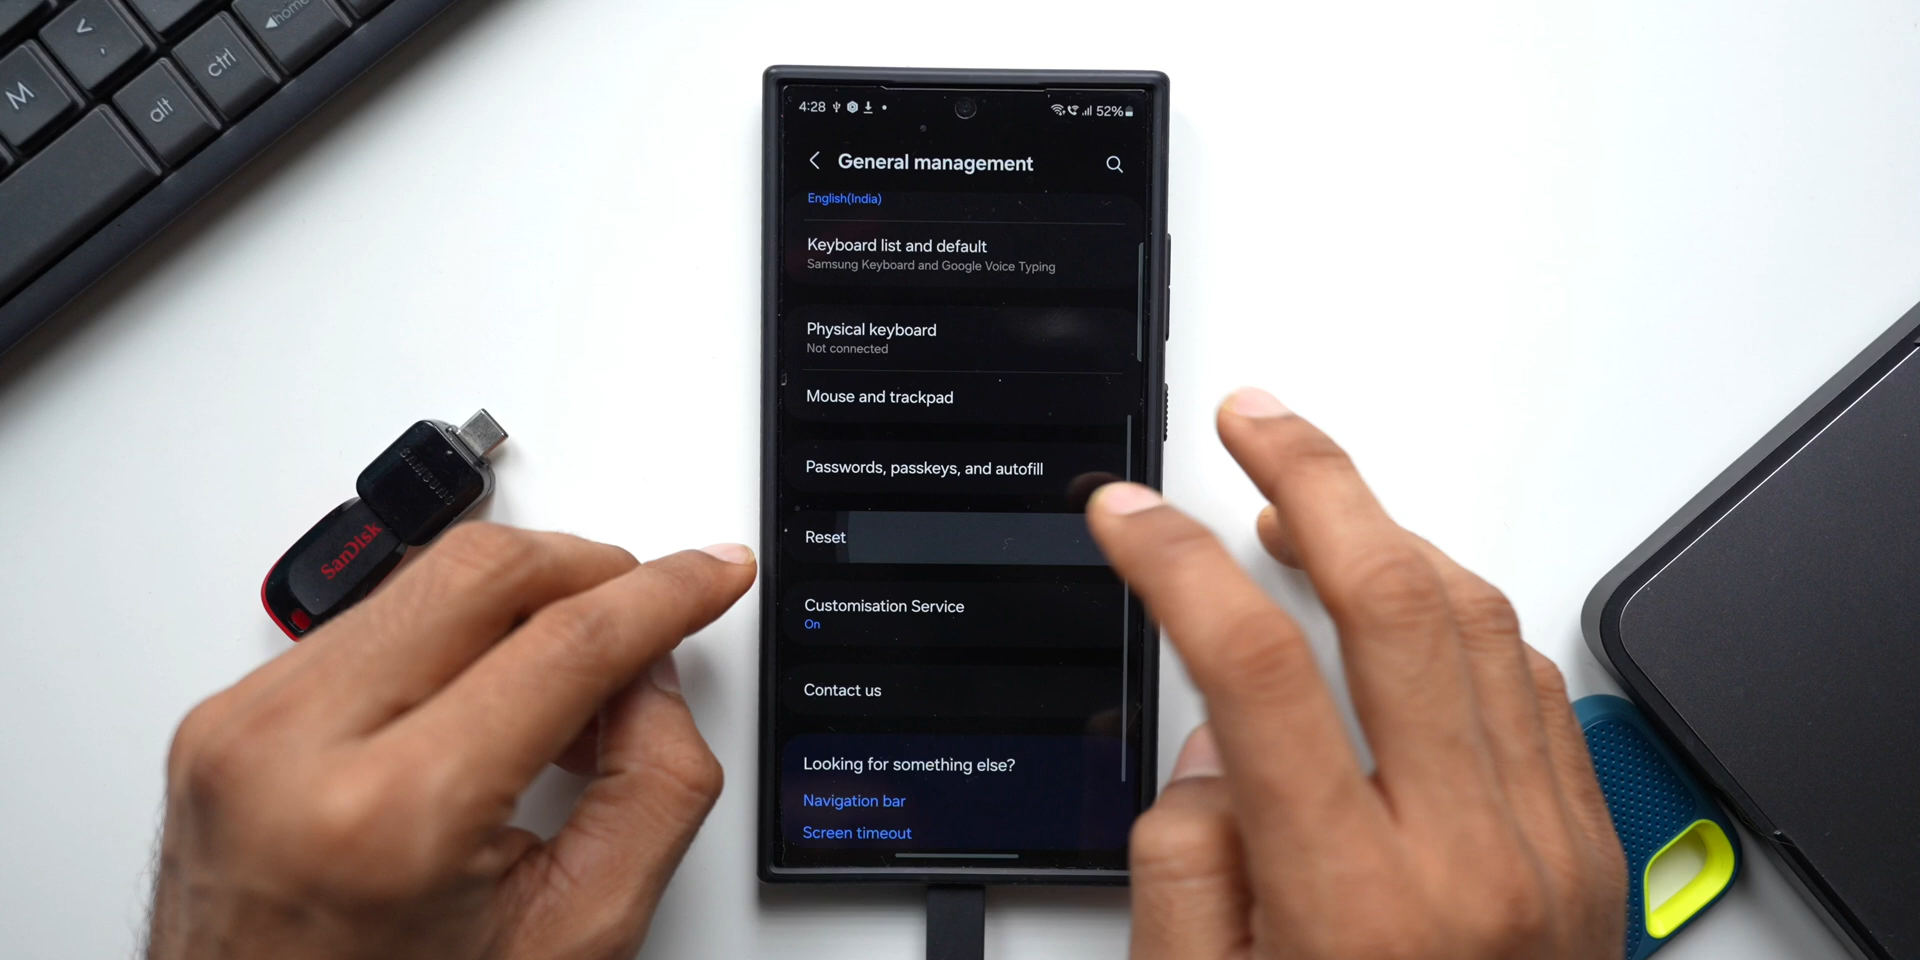 <
,
home
M
alt
ctrl
4:28
52%
General management
English(India)
Keyboard list and default
Samsung Keyboard and Google Voice Typing
Physical keyboard
Not connected
Mouse and trackpad
Passwords, passkeys, and autofill
Reset
Customisation Service
On
Contact us
Looking for something else?
Navigation bar
Screen timeout
SAMSUNG
SanDisk